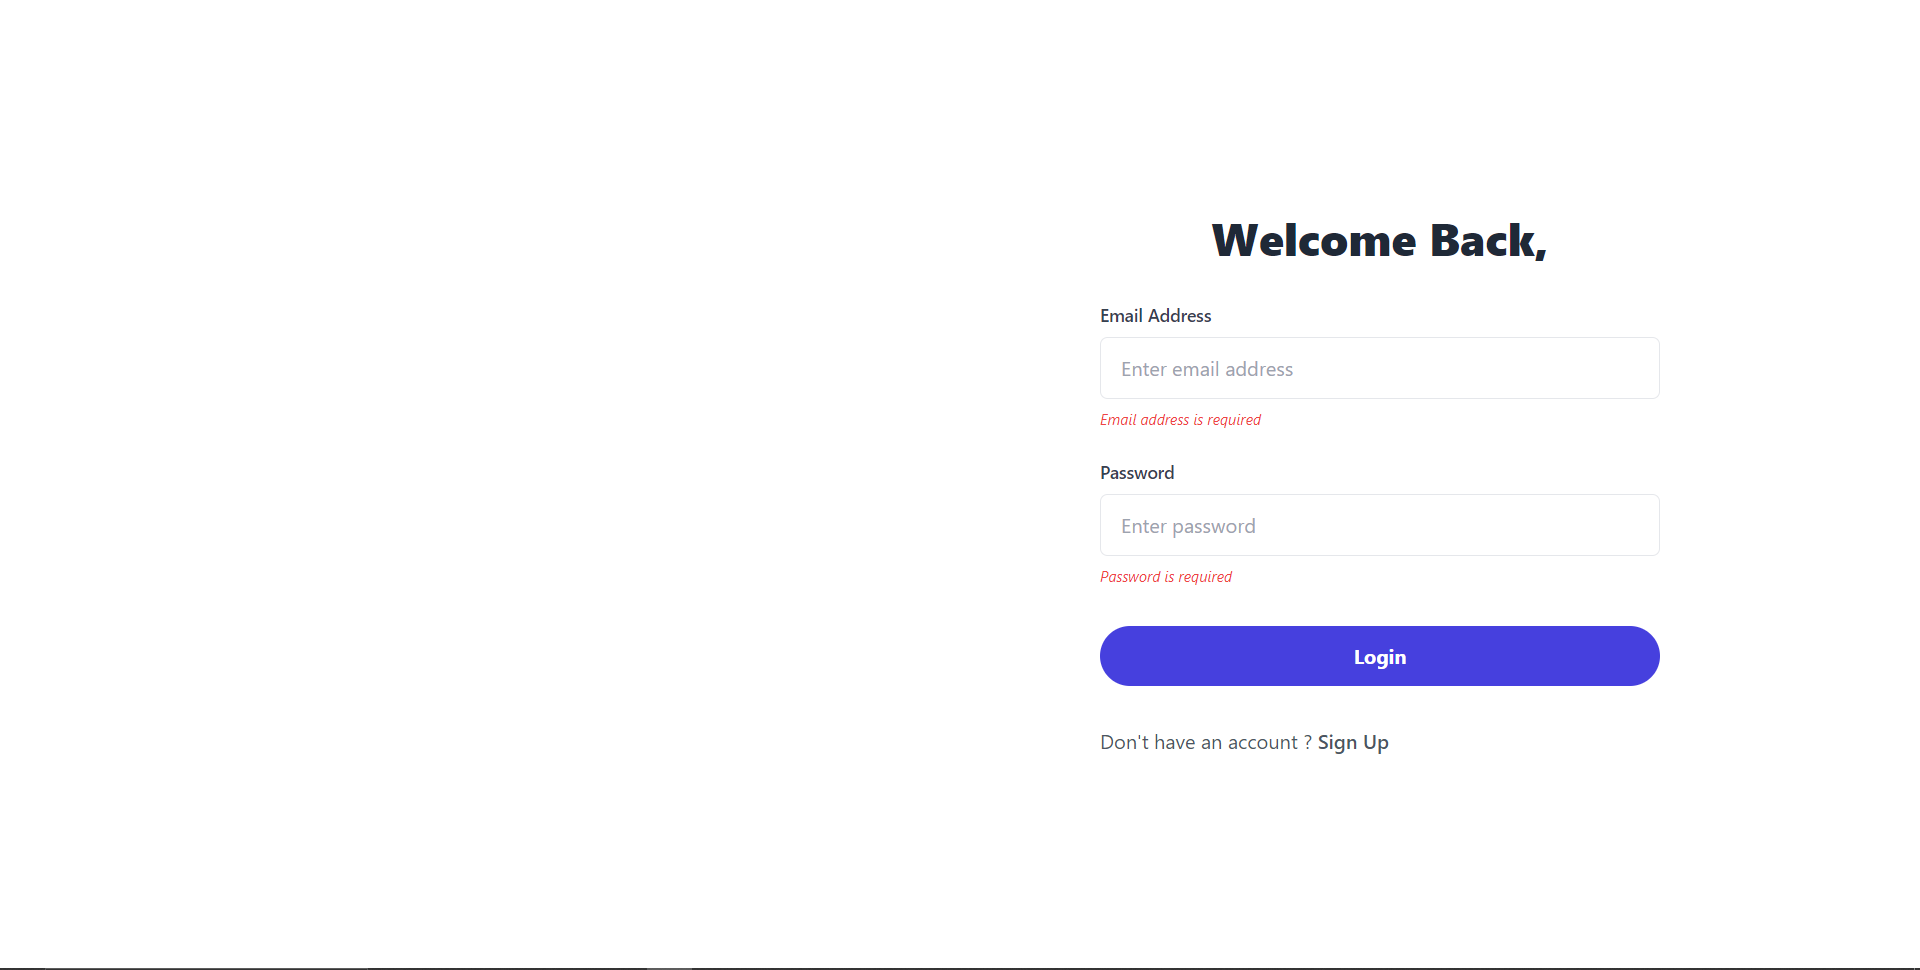 Welcome Back,
Email Address
Enter email address
Email address is required
Password
Enter password
Password is required
Login
Don't have an account ? Sign Up